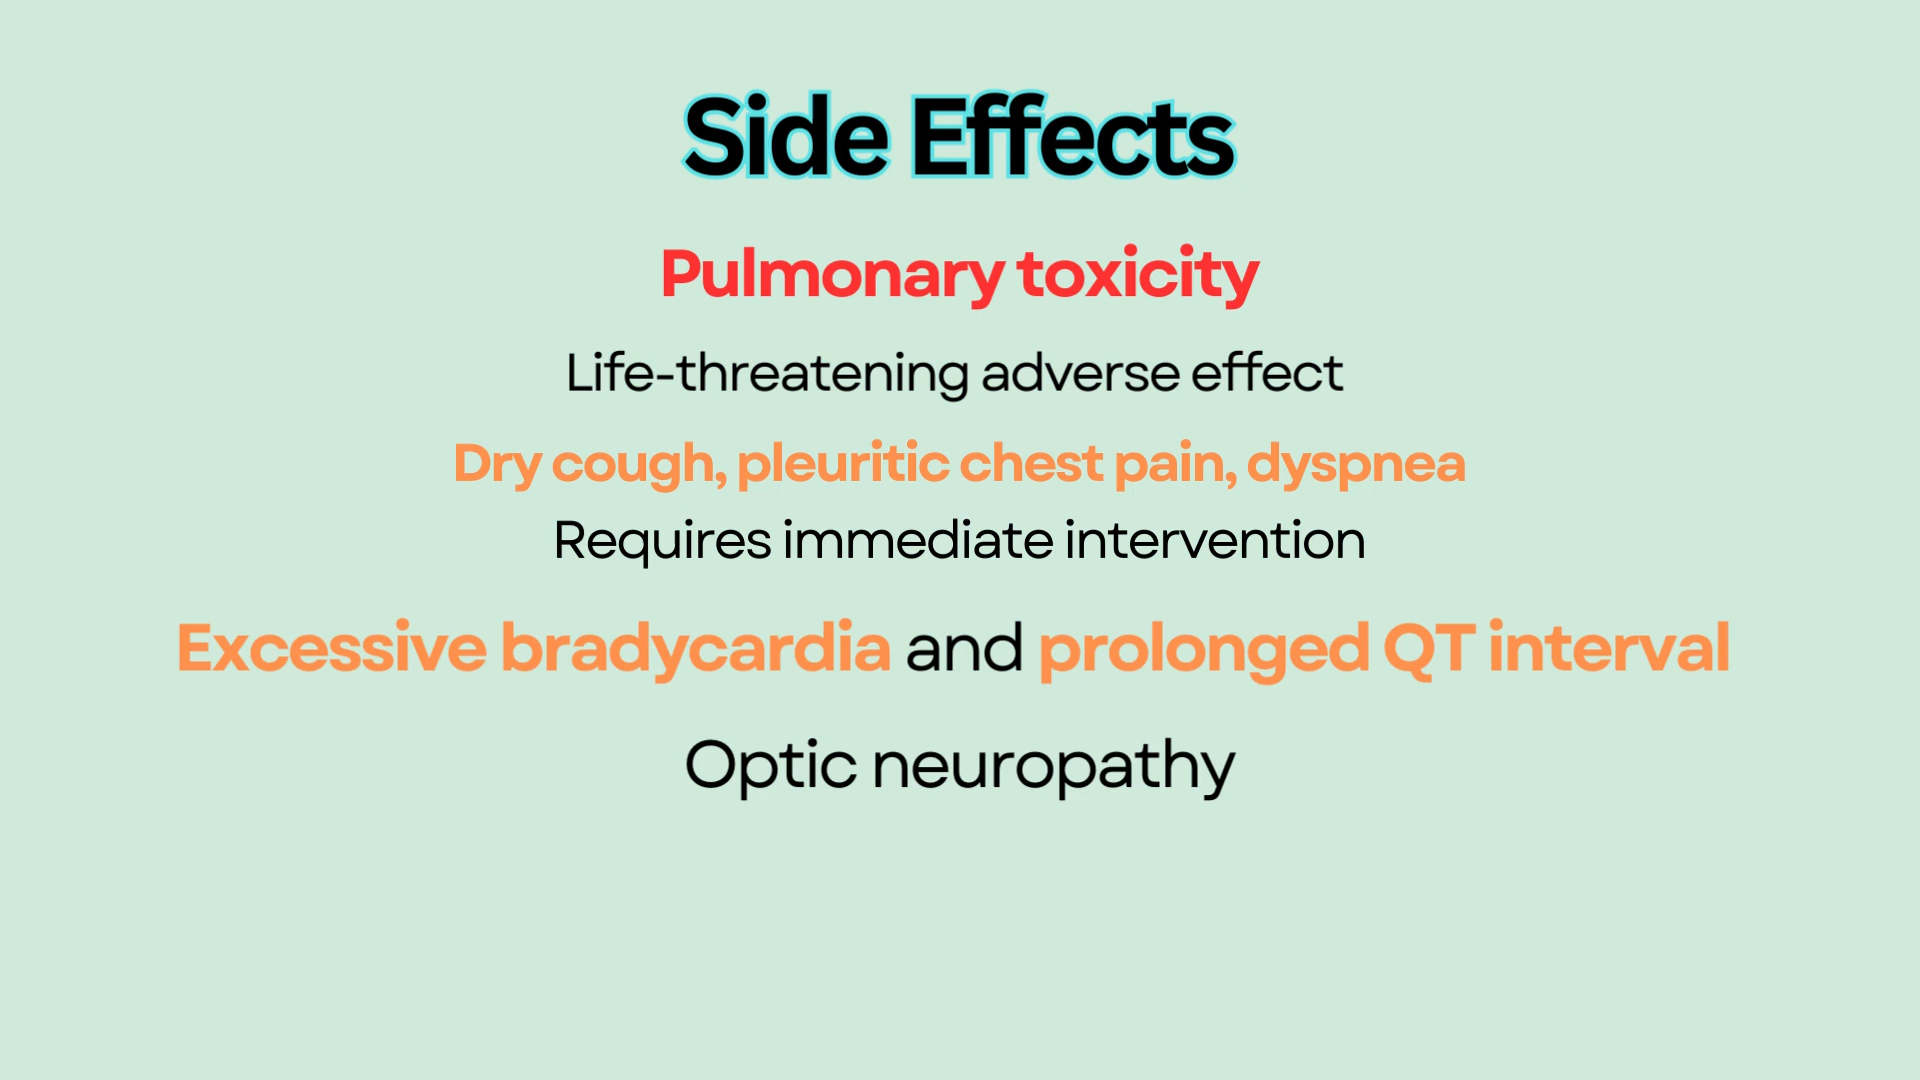 Side Effects
Pulmonary toxicity
Life-threatening adverse effect
Dry cough, pleuritic chest pain, dyspnea
Requires immediate intervention
Excessive bradycardia and prolonged QT interval
Optic neuropathy